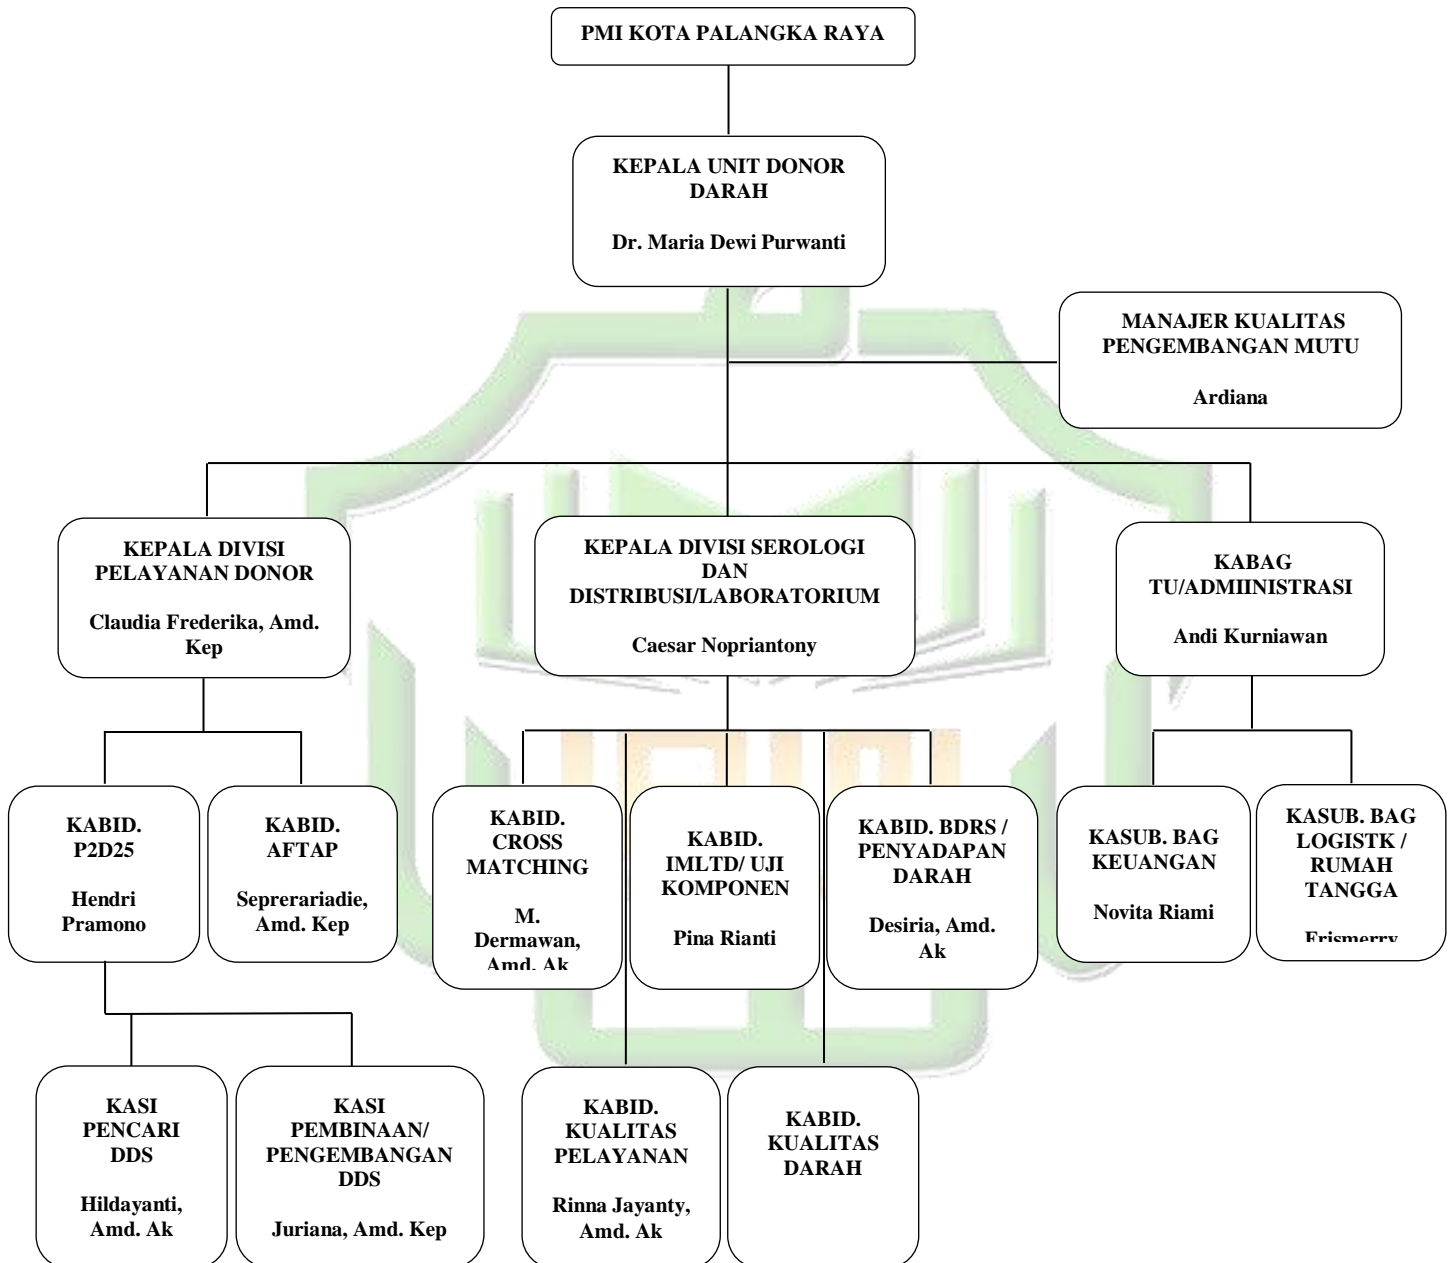 PMI KOTA PALANGKA RAYA
KEPALA UNIT DONOR
DARAH
Dr. Maria Dewi Purwanti
MANAJER KUALITAS
PENGEMBANGAN MUTU
Ardiana
KEPALA DIVISI
PELAYANAN DONOR
Claudia Frederika, Amd.
Kep
KEPALA DIVISI SEROLOGI
DAN
DISTRIBUSI/LABORATORIUM
Caesar Nopriantony
KABAG
TU/ADMIINISTRASI
Andi Kurniawan
KABID.
P2D25
Hendri
Pramono
KABID.
AFTAP
Seprerariadie,
Amd. Kep
KABID.
CROSS
MATCHING
M.
Dermawan,
Amd. Ak
KABID.
IMLTD/ UJI
KOMPONEN
Pina Rianti
KABID. BDRS /
PENYADAPAN
DARAH
Desiria, Amd.
Ak
KASUB. BAG
KEUANGAN
Novita Riami
KASUB. BAG
LOGISTK /
RUMAH
TANGGA
Frismerry
KASI
PENCARI
DDS
Hildayanti,
Amd. Ak
KASI
PEMBINAAN/
PENGEMBANGAN
DDS
Juriana, Amd. Kep
KABID.
KUALITAS
PELAYANAN
Rinna Jayanty,
Amd. Ak
KABID.
KUALITAS
DARAH